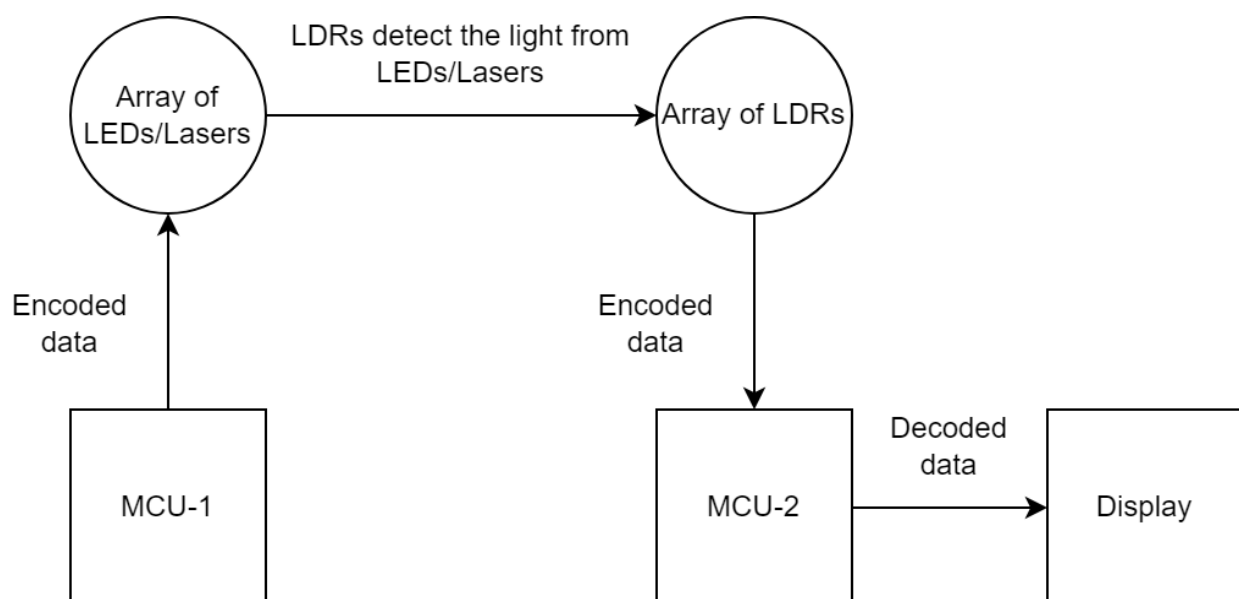 LDRs detect the light from
LEDs/Lasers
Array of
LEDs/Lasers
Array of LDRs
Encoded
data
Encoded
data
Decoded
data
MCU-1
MCU-2
Display